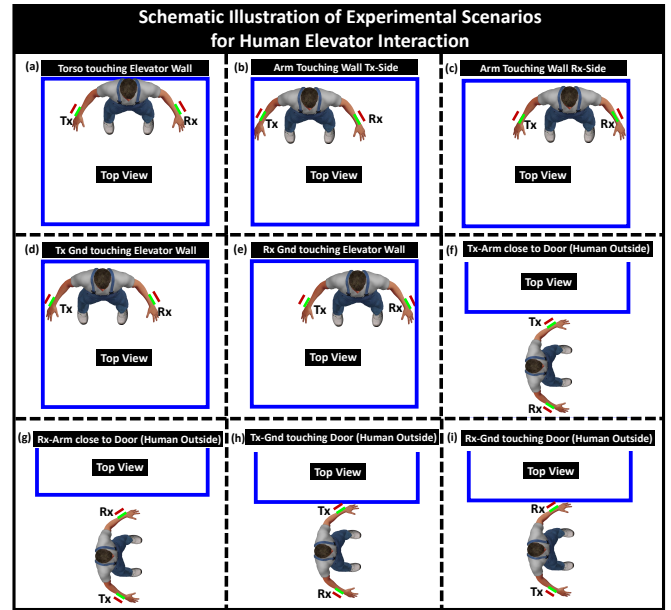 Schematic Illustration of Experimental Scenarios
for Human Elevator Interaction
(a)
Torso touching Elevator Wall
Tx
Rx
Top View
(b)
Arm Touching Wall Tx-Side
Tx
Rx
Top View
(c)
Arm Touching Wall Rx-Side
Tx
Rx
Top View
(d)
Tx Gnd touching Elevator Wall
Tx
Rx
Top View
(e)
Rx Gnd touching Elevator Wall
Tx
Rx
Top View
(f)
Tx-Arm close to Door (Human Outside)
Top View
Tx
Rx
(g)
Rx-Arm close to Door (Human Outside)
Top View
Rx
Tx
(h)
Tx-Gnd touching Door (Human Outside)
Top View
Tx
Rx
(i)
Rx-Gnd touching Door (Human Outside)
Top View
Rx
Tx